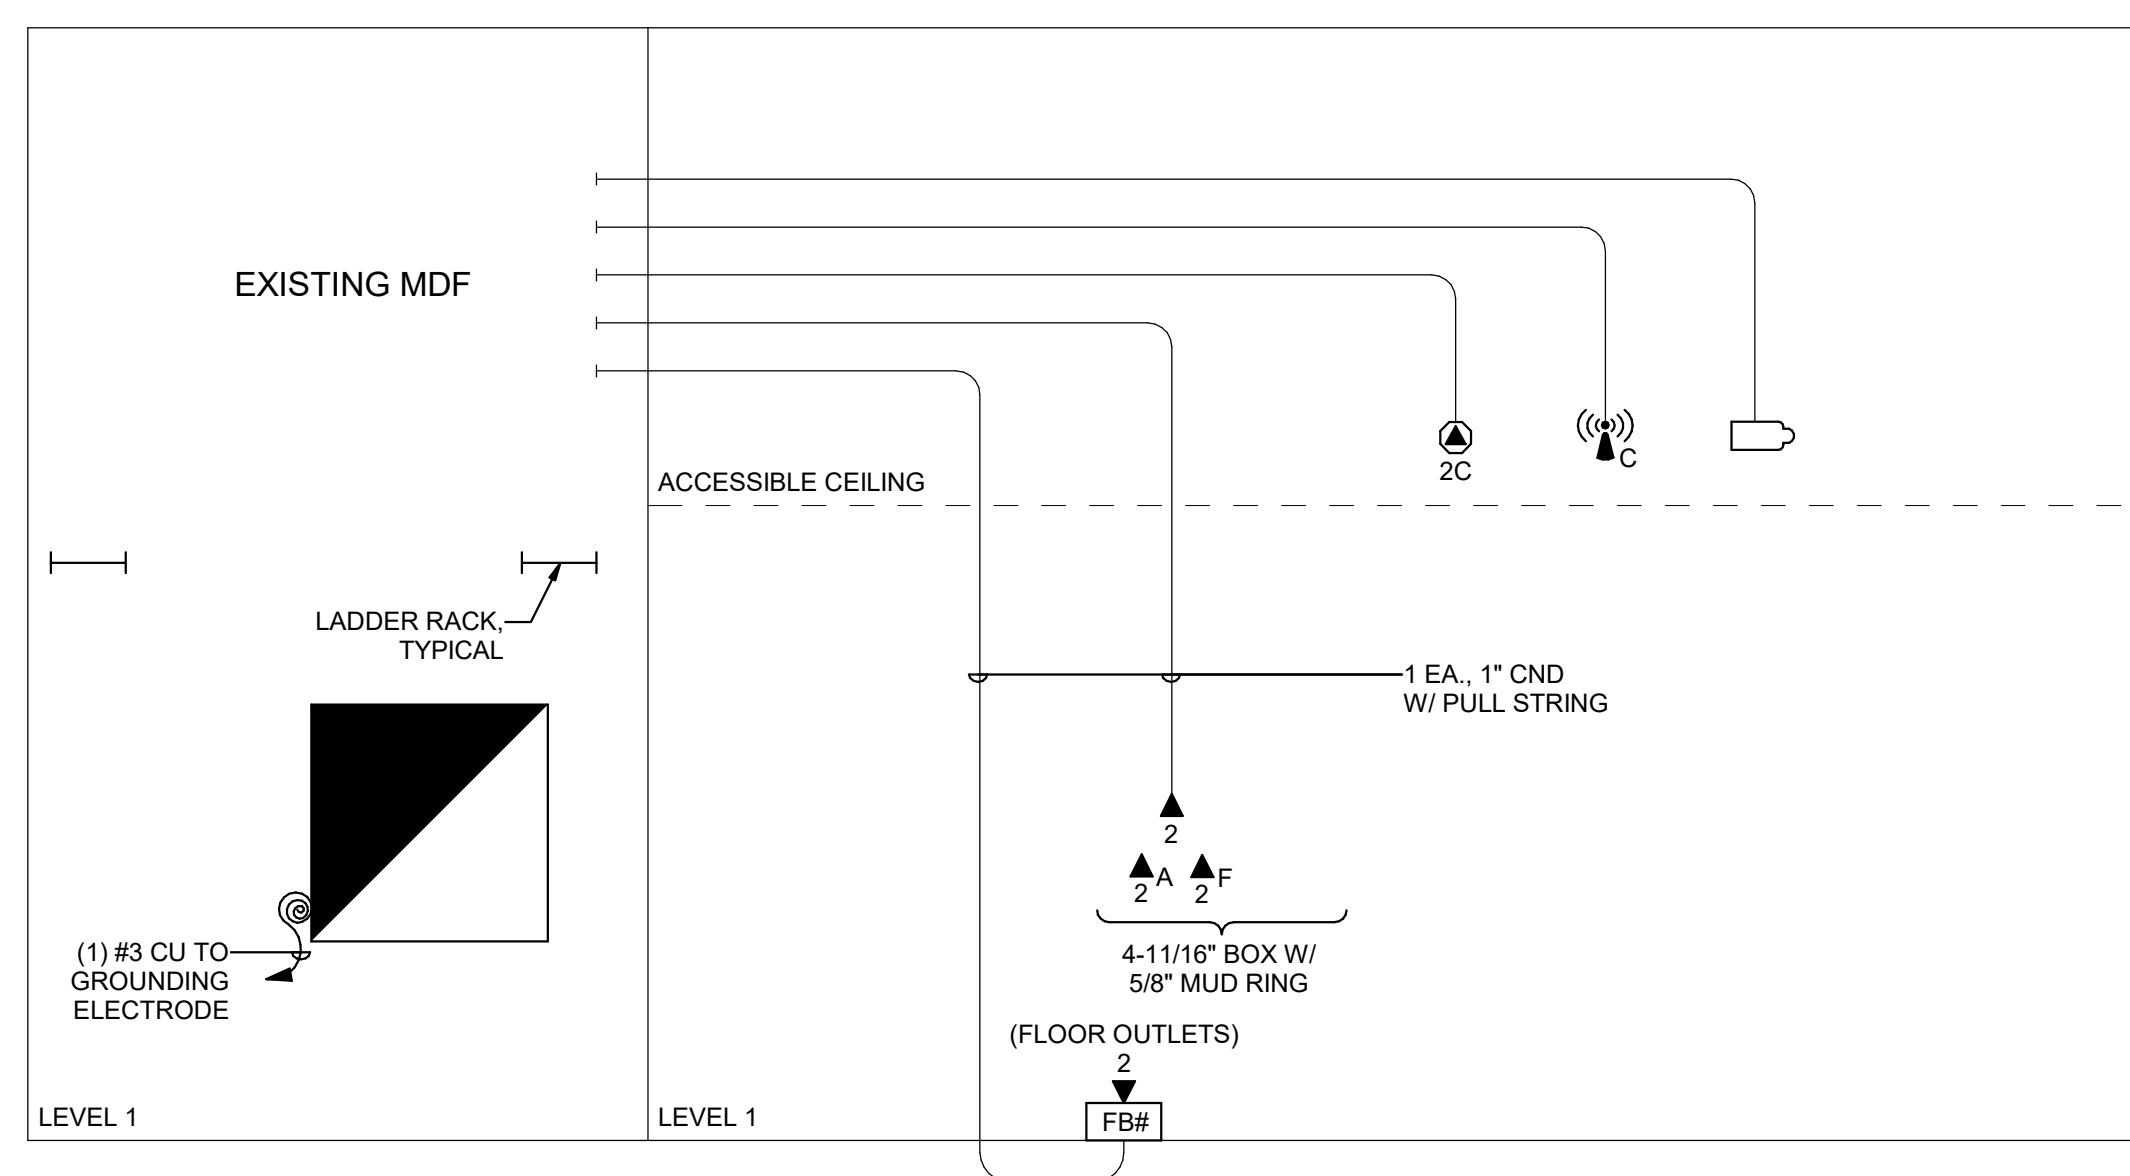 EXISTING MDF
2C
C
ACCESSIBLE CEILING
LADDER RACK,
TYPICAL
1 EA., 1" CND
W/ PULL STRING
2
2 A
2 F
(1) #3 CU TO
GROUNDING
ELECTRODE
4-11/16" BOX W/
5/8" MUD RING
(FLOOR OUTLETS)
2
FB#
LEVEL 1
LEVEL 1